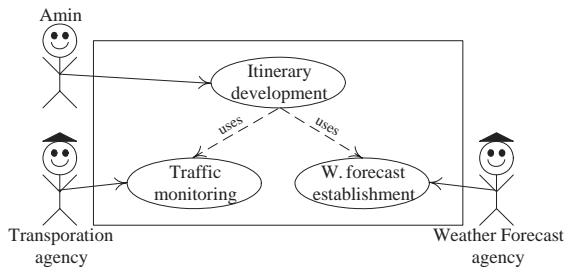 Amin
Itinerary
development
uses
uses
Traffic
monitoring
W. forecast
establishment
Transporation
agency
Weather Forecast
agency